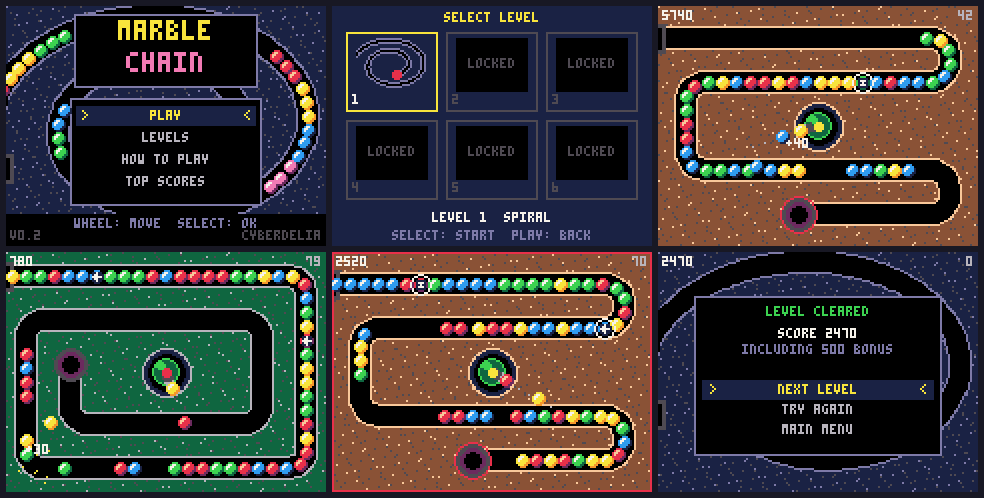 MARBLE
CHAIN
> PLAY <
LEVELS
HOW TO PLAY
TOP SCORES
WHEEL: MOVE SELECT: OK
V0.2 CYBERDELIA
SELECT LEVEL
1
LOCKED
2
LOCKED
3
LOCKED
4
LOCKED
5
LOCKED
6
LEVEL 1 SPIRAL
SELECT: START PLAY: BACK
5740 42
+40
780 79
30
2520 70
2470 0
LEVEL CLEARED
SCORE 2470
INCLUDING 500 BONUS
> NEXT LEVEL <
TRY AGAIN
MAIN MENU